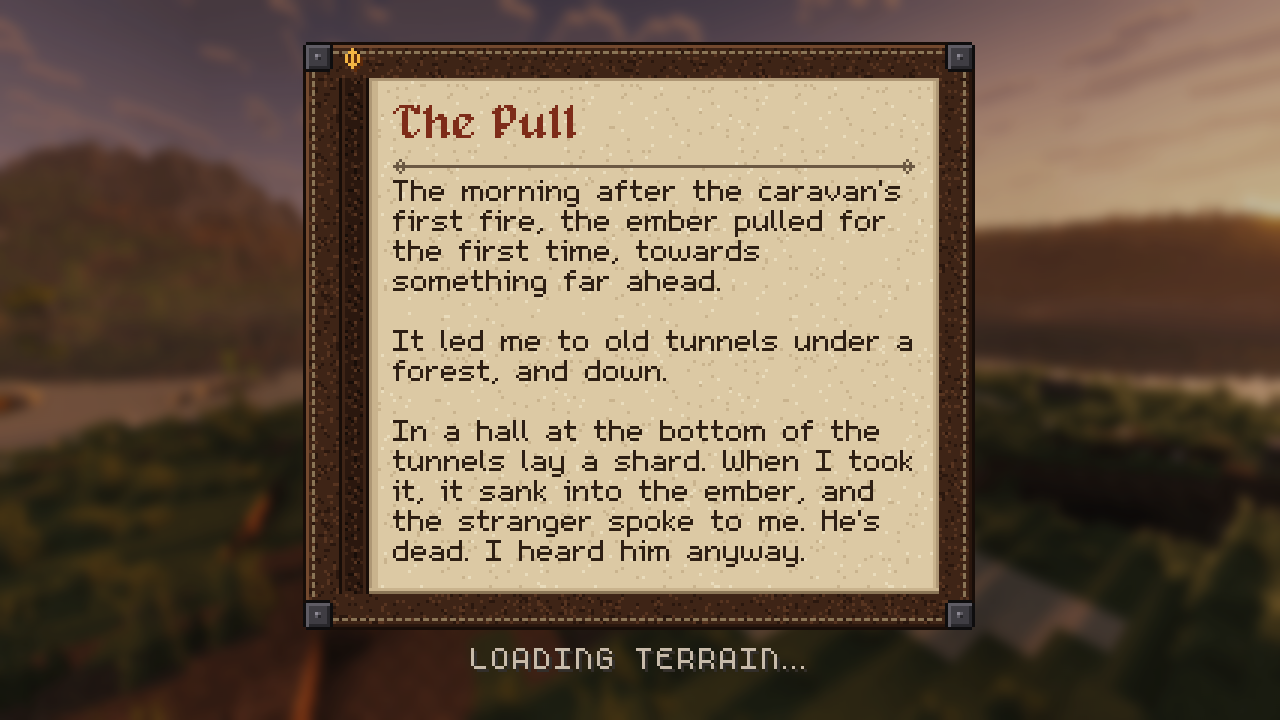 The Pull
The morning after the caravan's
first fire, the ember pulled for
the first time, towards
something far ahead.
It led me to old tunnels under a
forest, and down.
In a hall at the bottom of the
tunnels lay a shard. When I took
it, it sank into the ember, and
the stranger spoke to me. He's
dead. I heard him anyway.
LOADING TERRAIN...